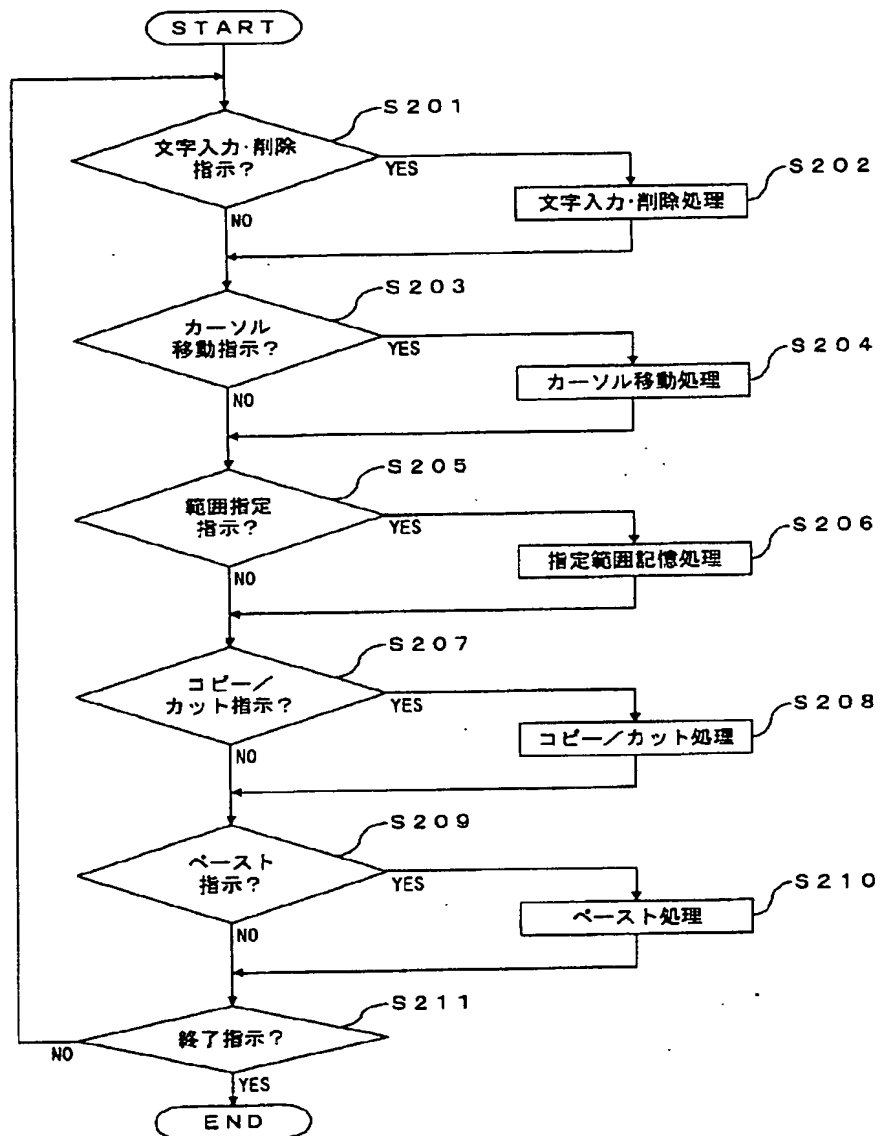 START
S201
文字入力・削除
指示？
YES
S202
文字入力・削除処理
NO
S203
カーソル
移動指示？
YES
S204
カーソル移動処理
NO
S205
範囲指定
指示？
YES
S206
指定範囲記憶処理
NO
S207
コピー／
カット指示？
YES
S208
コピー／カット処理
NO
S209
ペースト
指示？
YES
S210
ペースト処理
NO
S211
終了指示？
NO
YES
END